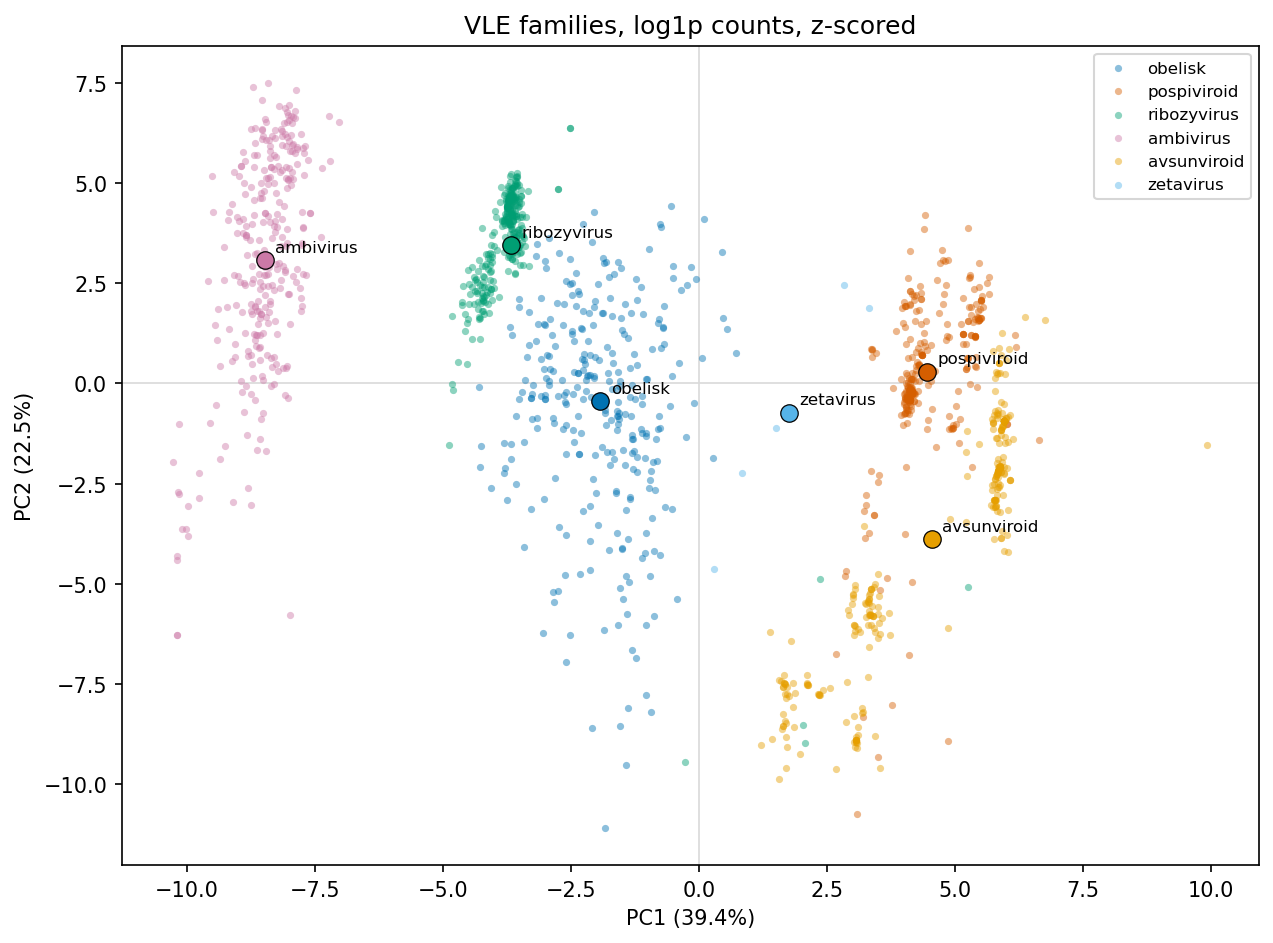 VLE families, log1p counts, z-scored
obelisk
pospiviroid
ribozyvirus
ambivirus
avsunviroid
zetavirus
7.5
5.0
2.5
0.0
−2.5
−5.0
−7.5
−10.0
PC2 (22.5%)
ambivirus
ribozyvirus
obelisk
zetavirus
pospiviroid
avsunviroid
−10.0 −7.5 −5.0 −2.5 0.0 2.5 5.0 7.5 10.0
PC1 (39.4%)